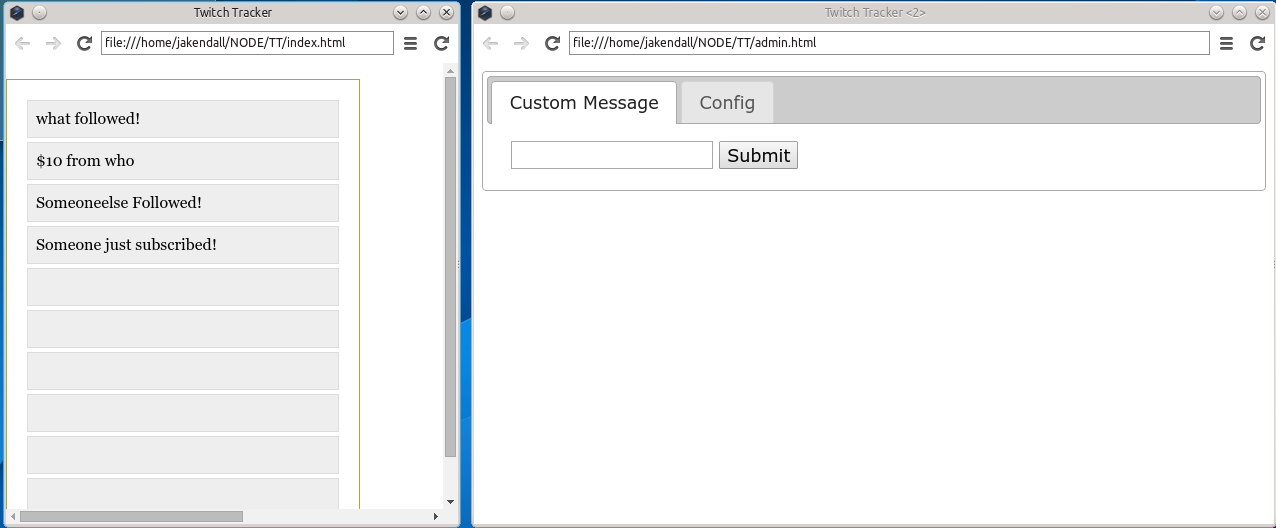 Twitch Tracker
file:///home/jakendall/NODE/TT/index.html
what followed!
$10 from who
Someoneelse Followed!
Someone just subscribed!
Twitch Tracker <2>
file:///home/jakendall/NODE/TT/admin.html
Custom Message
Config
Submit